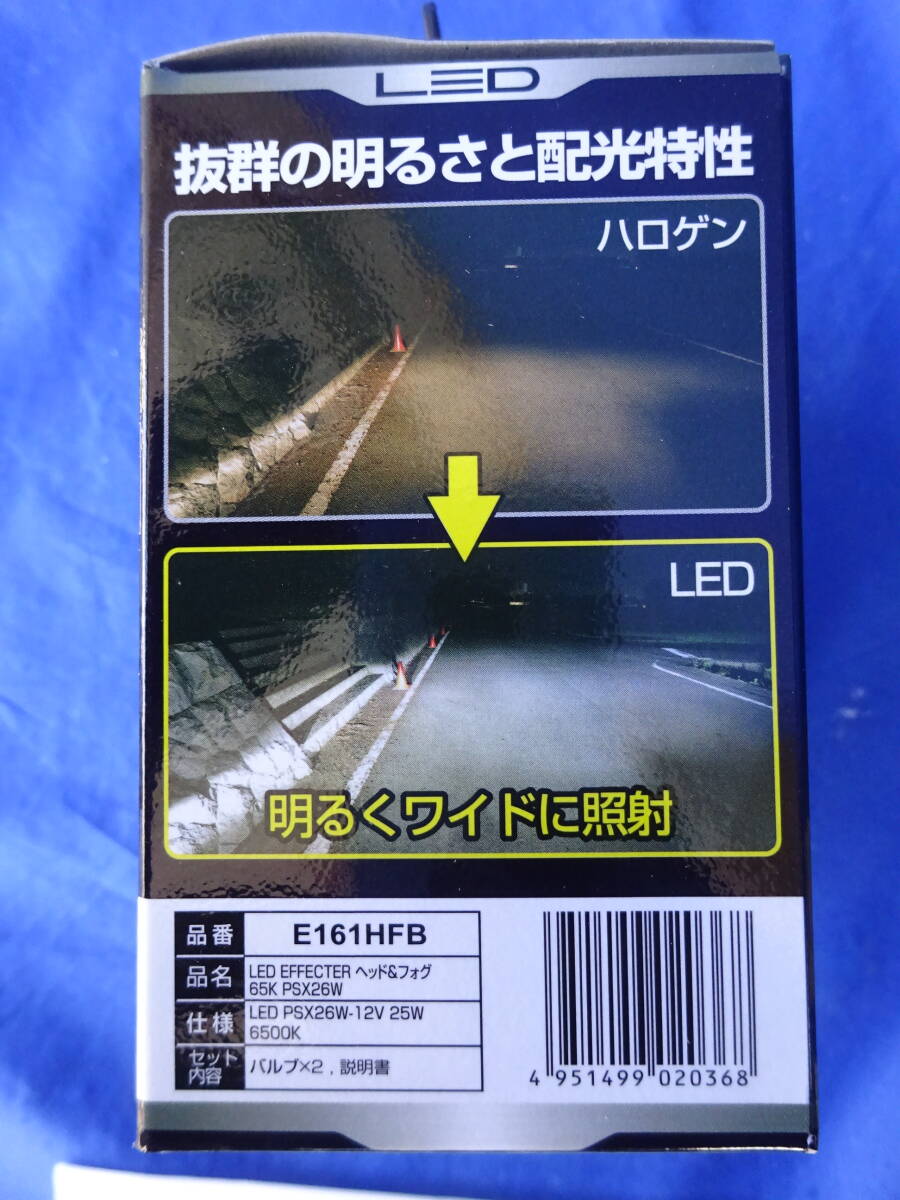 LED
抜群の明るさと配光特性
ハロゲン
LED
明るくワイドに照射
品番 E161HFB
品名 LED EFFECTER ヘッド&フォグ
65K PSX26W
仕様 LED PSX26W-12V 25W
6500K
セット
内容 バルブ×2 , 説明書
4 951499 020368